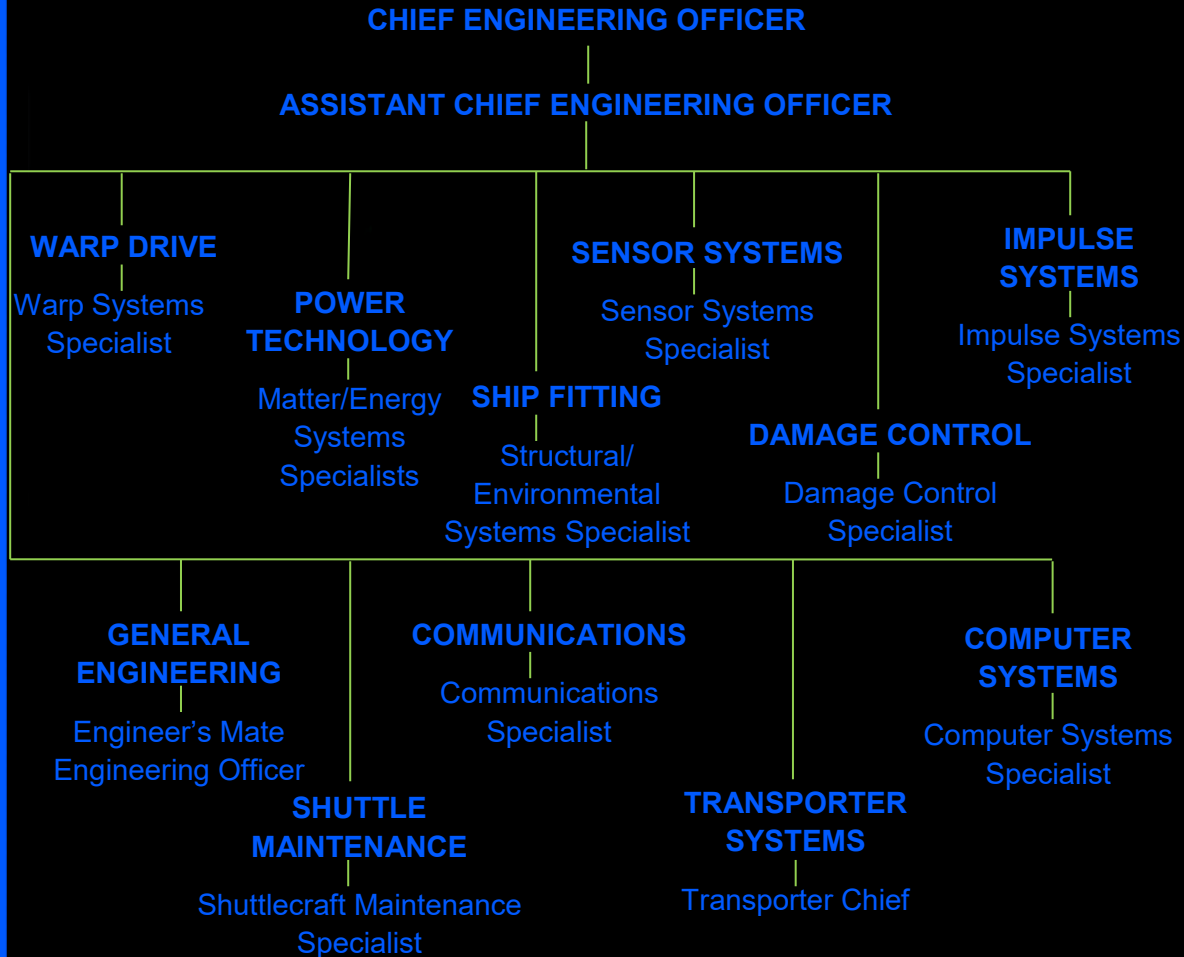 CHIEF ENGINEERING OFFICER
ASSISTANT CHIEF ENGINEERING OFFICER
WARP DRIVE
Warp Systems
Specialist
POWER
TECHNOLOGY
Matter/Energy
Systems
Specialists
SHIP FITTING
Structural/
Environmental
Systems Specialist
SENSOR SYSTEMS
Sensor Systems
Specialist
DAMAGE CONTROL
Damage Control
Specialist
IMPULSE
SYSTEMS
Impulse Systems
Specialist
GENERAL
ENGINEERING
Engineer’s Mate
Engineering Officer
SHUTTLE
MAINTENANCE
Shuttlecraft Maintenance
Specialist
COMMUNICATIONS
Communications
Specialist
TRANSPORTER
SYSTEMS
Transporter Chief
COMPUTER
SYSTEMS
Computer Systems
Specialist